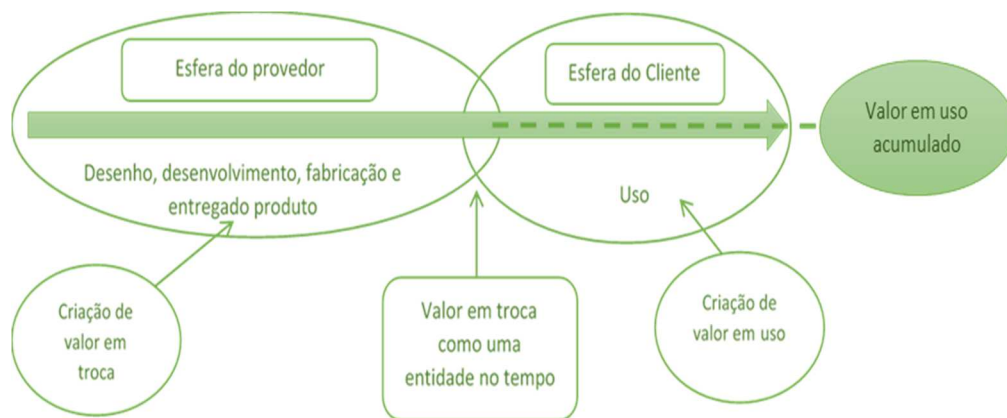 Esfera do provedor
Esfera do Cliente
Valor em uso
acumulado
Desenho, desenvolvimento, fabricação e
entregado produto
Uso
Criação de
valor em
troca
Valor em troca
como uma
entidade no tempo
Criação de
valor em uso